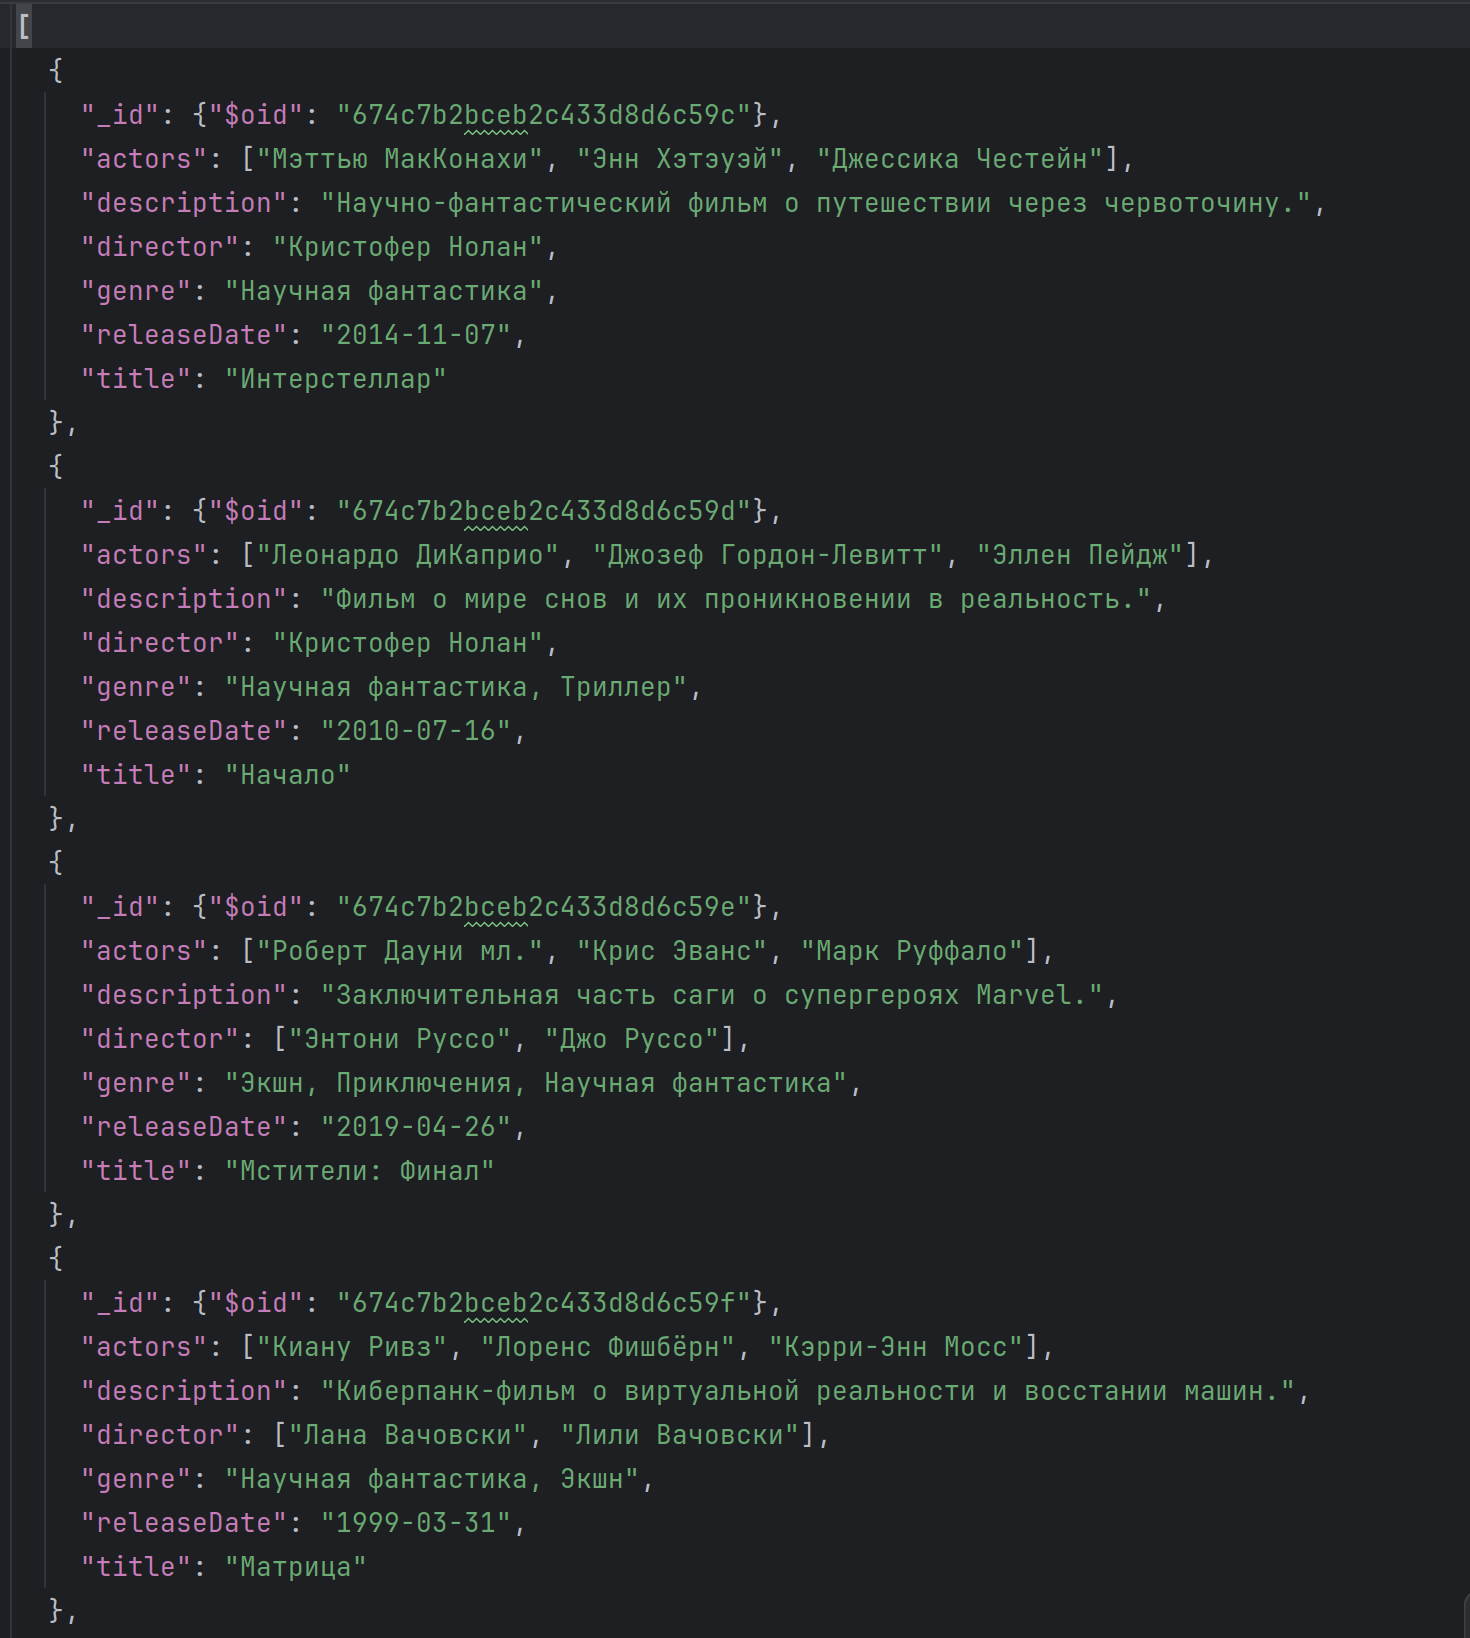 [
{
"_id": {"$oid": "674c7b2bceb2c433d8d6c59c"},
"actors": ["Мэттью МакКонахи", "Энн Хэтэуэй", "Джессика Честейн"],
"description": "Научно-фантастический фильм о путешествии через червоточину.",
"director": "Кристофер Нолан",
"genre": "Научная фантастика",
"releaseDate": "2014-11-07",
"title": "Интерстеллар"
},
{
"_id": {"$oid": "674c7b2bceb2c433d8d6c59d"},
"actors": ["Леонардо ДиКаприо", "Джозеф Гордон-Левитт", "Эллен Пейдж"],
"description": "Фильм о мире снов и их проникновении в реальность.",
"director": "Кристофер Нолан",
"genre": "Научная фантастика, Триллер",
"releaseDate": "2010-07-16",
"title": "Начало"
},
{
"_id": {"$oid": "674c7b2bceb2c433d8d6c59e"},
"actors": ["Роберт Дауни мл.", "Крис Эванс", "Марк Руффало"],
"description": "Заключительная часть саги о супергероях Marvel.",
"director": ["Энтони Руссо", "Джо Руссо"],
"genre": "Экшн, Приключения, Научная фантастика",
"releaseDate": "2019-04-26",
"title": "Мстители: Финал"
},
{
"_id": {"$oid": "674c7b2bceb2c433d8d6c59f"},
"actors": ["Киану Ривз", "Лоренс Фишбёрн", "Кэрри-Энн Мосс"],
"description": "Киберпанк-фильм о виртуальной реальности и восстании машин.",
"director": ["Лана Вачовски", "Лили Вачовски"],
"genre": "Научная фантастика, Экшн",
"releaseDate": "1999-03-31",
"title": "Матрица"
},